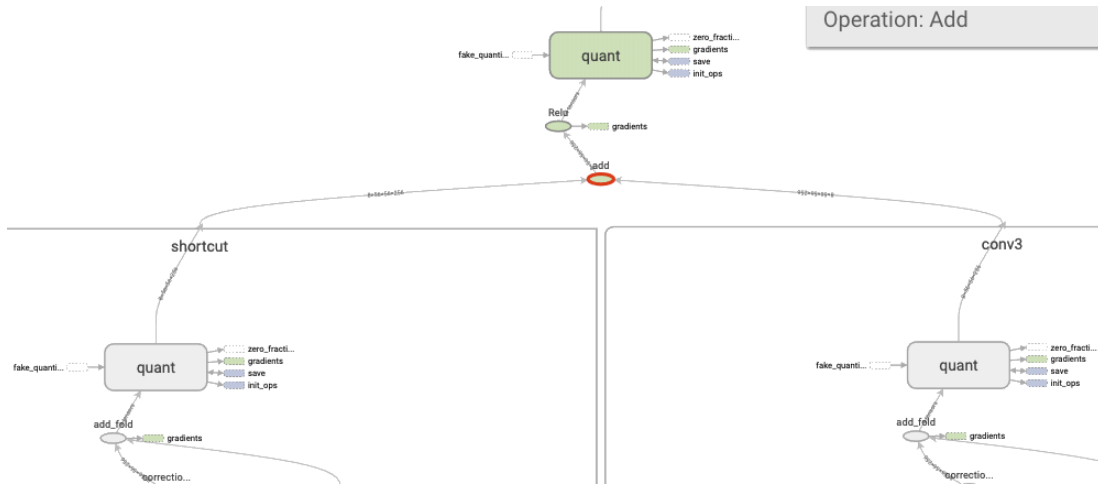 Operation: Add
zero_fracti...
fake_quanti...
quant
gradients
save
init_ops
Relu
gradients
add
shortcut
conv3
zero_fracti...
fake_quanti...
quant
gradients
save
init_ops
add_fold
gradients
correctio...
zero_fracti...
fake_quanti...
quant
gradients
save
init_ops
add_fold
gradients
correctio...